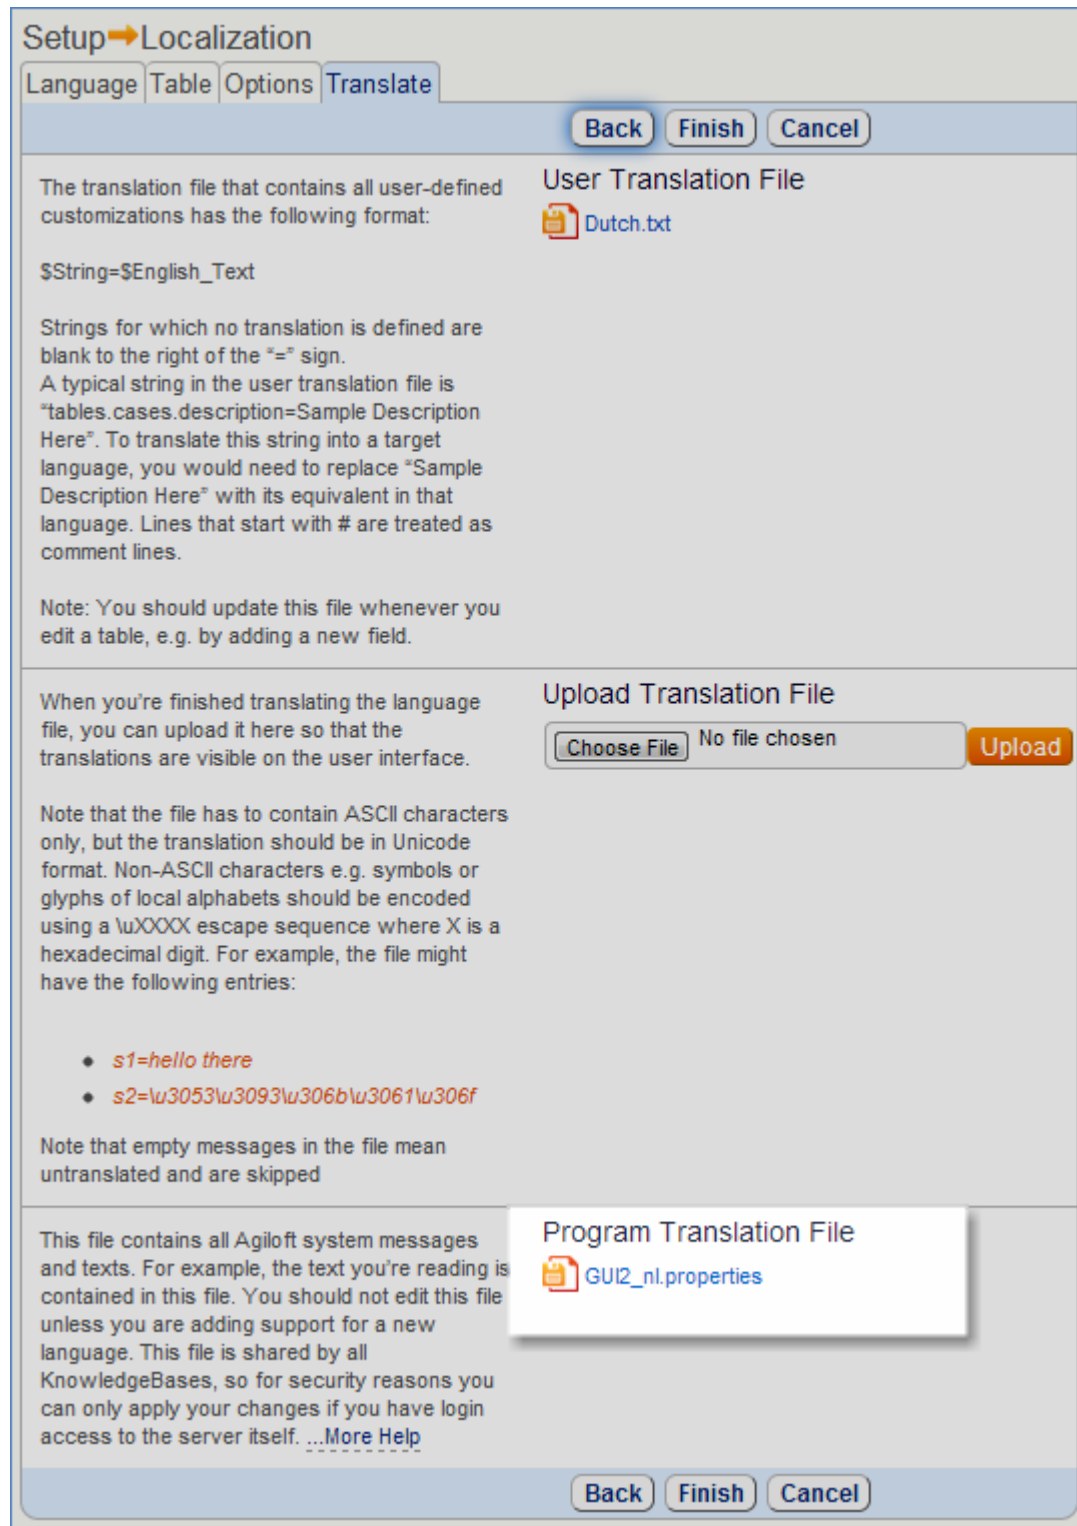 Setup➡Localization
Language Table Options Translate
Back Finish Cancel
The translation file that contains all user-defined
customizations has the following format:
$String=$English_Text
Strings for which no translation is defined are
blank to the right of the “=” sign.
A typical string in the user translation file is
“tables.cases.description=Sample Description
Here”. To translate this string into a target
language, you would need to replace “Sample
Description Here” with its equivalent in that
language. Lines that start with # are treated as
comment lines.
Note: You should update this file whenever you
edit a table, e.g. by adding a new field.
User Translation File
Dutch.txt
When you’re finished translating the language
file, you can upload it here so that the
translations are visible on the user interface.
Note that the file has to contain ASCII characters
only, but the translation should be in Unicode
format. Non-ASCII characters e.g. symbols or
glyphs of local alphabets should be encoded
using a \uXXXX escape sequence where X is a
hexadecimal digit. For example, the file might
have the following entries:
• s1=hello there
• s2=\u3053\u3093\u306b\u3061\u306f
Note that empty messages in the file mean
untranslated and are skipped
Upload Translation File
Choose File No file chosen Upload
This file contains all Agiloft system messages
and texts. For example, the text you’re reading is
contained in this file. You should not edit this file
unless you are adding support for a new
language. This file is shared by all
KnowledgeBases, so for security reasons you
can only apply your changes if you have login
access to the server itself. ...More Help
Program Translation File
GUI2_nl.properties
Back Finish Cancel